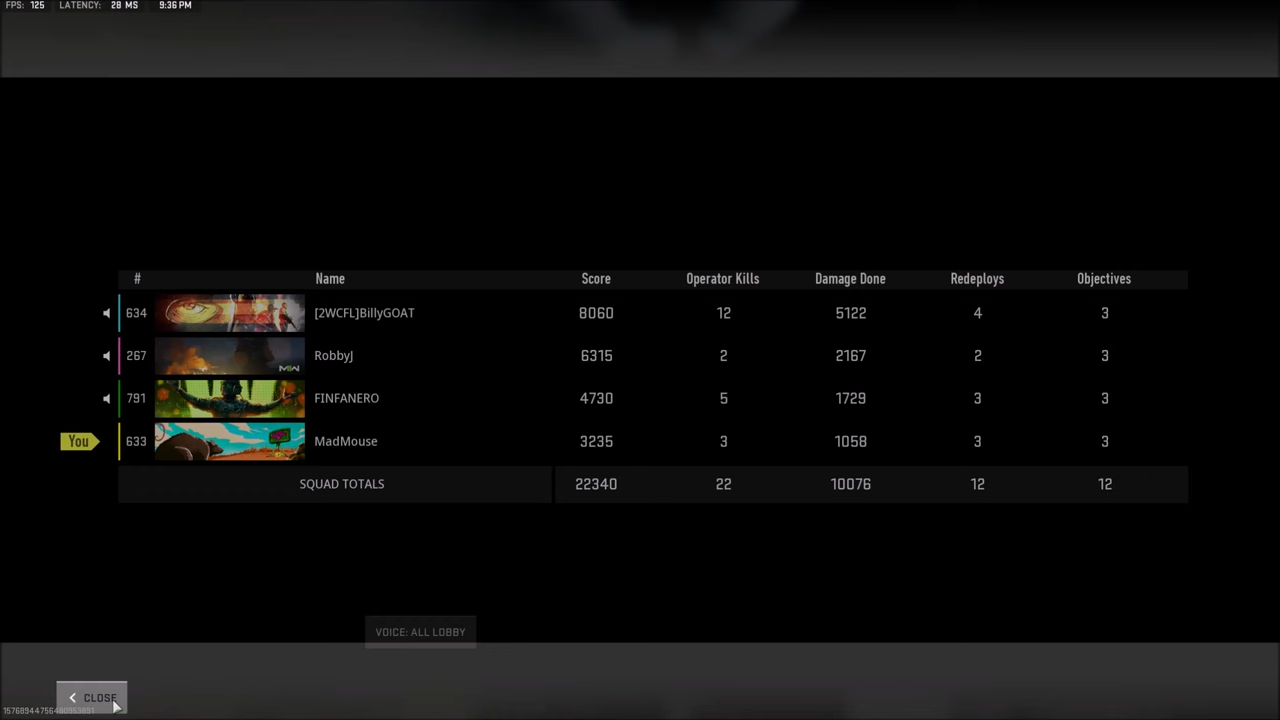 FPS: 125 LATENCY: 28 MS 9:36 PM
# Name Score Operator Kills Damage Done Redeploys Objectives
634 [2WCFL]BillyGOAT 8060 12 5122 4 3
267 MW RobbyJ 6315 2 2167 2 3
791 FINFANERO 4730 5 1729 3 3
You 633 MadMouse 3235 3 1058 3 3
SQUAD TOTALS 22340 22 10076 12 12
VOICE: ALL LOBBY
CLOSE